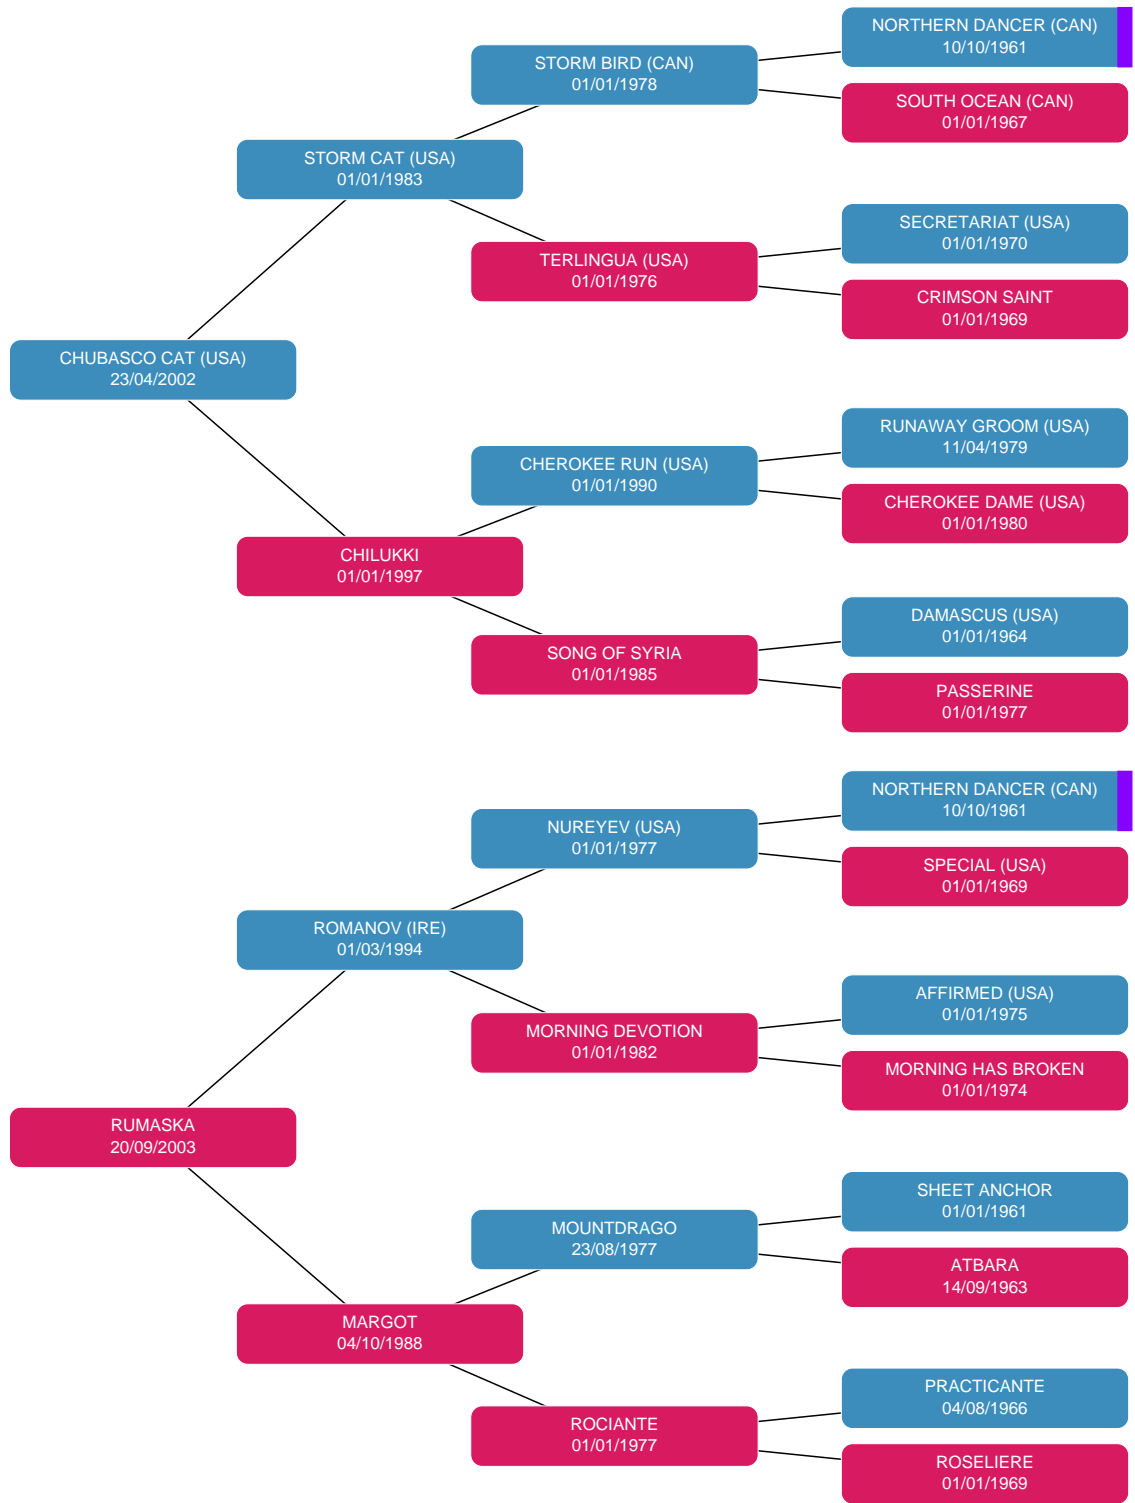 NORTHERN DANCER (CAN)
10/10/1961
STORM BIRD (CAN)
01/01/1978
SOUTH OCEAN (CAN)
01/01/1967
STORM CAT (USA)
01/01/1983
SECRETARIAT (USA)
01/01/1970
TERLINGUA (USA)
01/01/1976
CRIMSON SAINT
01/01/1969
CHUBASCO CAT (USA)
23/04/2002
RUNAWAY GROOM (USA)
11/04/1979
CHEROKEE RUN (USA)
01/01/1990
CHEROKEE DAME (USA)
01/01/1980
CHILUKKI
01/01/1997
DAMASCUS (USA)
01/01/1964
SONG OF SYRIA
01/01/1985
PASSERINE
01/01/1977
NORTHERN DANCER (CAN)
10/10/1961
NUREYEV (USA)
01/01/1977
SPECIAL (USA)
01/01/1969
ROMANOV (IRE)
01/03/1994
AFFIRMED (USA)
01/01/1975
MORNING DEVOTION
01/01/1982
MORNING HAS BROKEN
01/01/1974
RUMASKA
20/09/2003
SHEET ANCHOR
01/01/1961
MOUNTDRAGO
23/08/1977
ATBARA
14/09/1963
MARGOT
04/10/1988
PRACTICANTE
04/08/1966
ROCIANTE
01/01/1977
ROSELIERE
01/01/1969